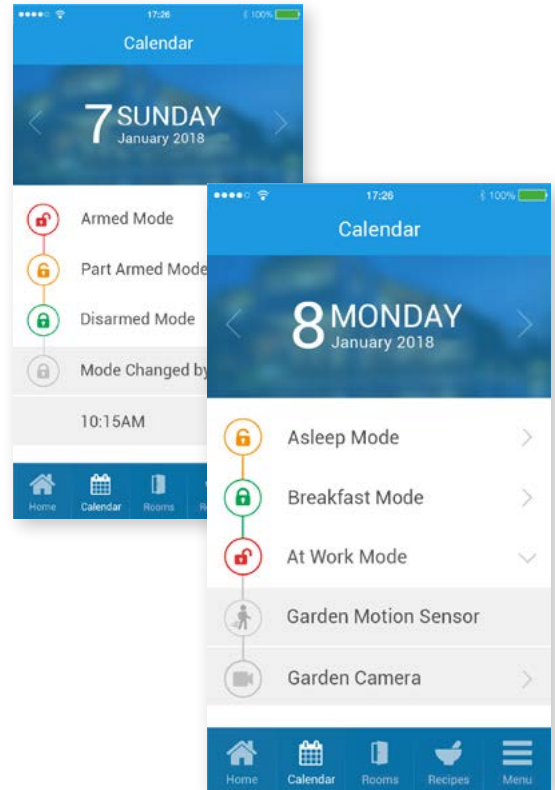 17:26
100%
Calendar
7 SUNDAY
January 2018
Armed Mode
Part Armed Mode
Disarmed Mode
Mode Changed by
10:15AM
Home Calendar Rooms
17:26
100%
Calendar
8 MONDAY
January 2018
Asleep Mode
Breakfast Mode
At Work Mode
Garden Motion Sensor
Garden Camera
Home Calendar Rooms Recipes Menu